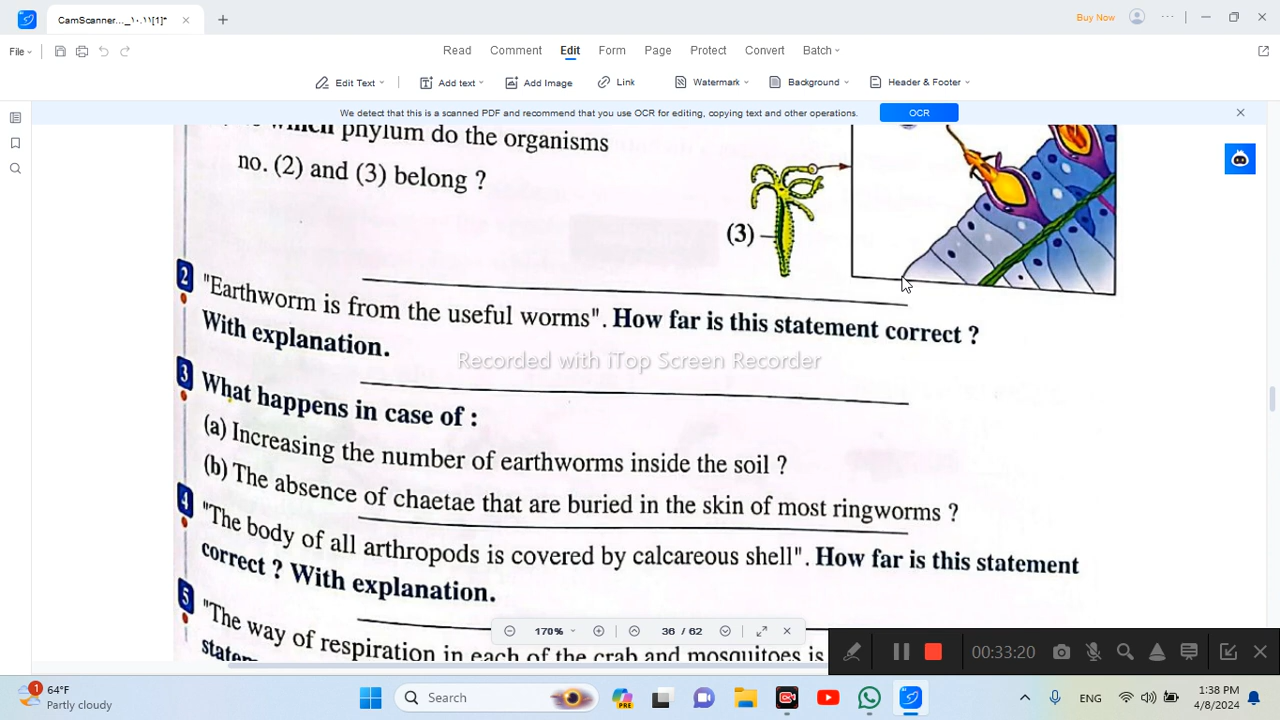 CamScanner..._١٠.١١[1]*
Buy Now
File
Read Comment Edit Form Page Protect Convert Batch
Edit Text Add text Add Image Link Watermark Background Header & Footer
We detect that this is a scanned PDF and recommend that you use OCR for editing, copying text and other operations. OCR
which phylum do the organisms
no. (2) and (3) belong ?
(3)
2 "Earthworm is from the useful worms". How far is this statement correct ?
With explanation.
Recorded with iTop Screen Recorder
3 What happens in case of :
(a) Increasing the number of earthworms inside the soil ?
(b) The absence of chaetae that are buried in the skin of most ringworms ?
4 "The body of all arthropods is covered by calcareous shell". How far is this statement
correct ? With explanation.
5 "The way of respiration in each of the crab and mosquitoes is
170% 36 / 62
00:33:20
1
64°F
Partly cloudy
Search
PRE
ENG
1:38 PM
4/8/2024